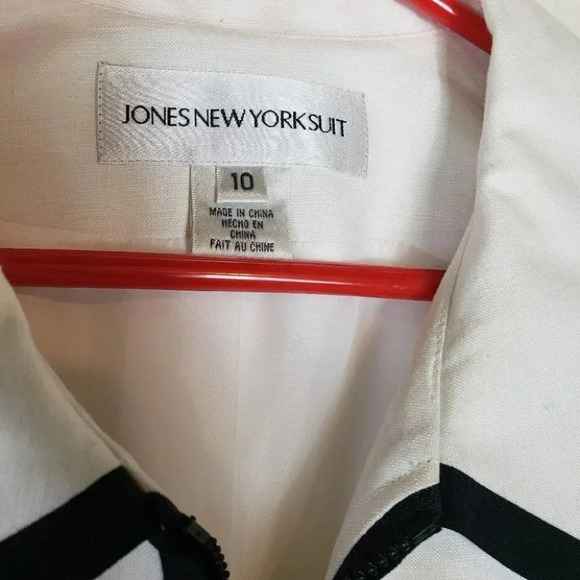 JONES NEW YORK SUIT
10
MADE IN CHINA
HECHO EN
CHINA
FAIT AU CHINE